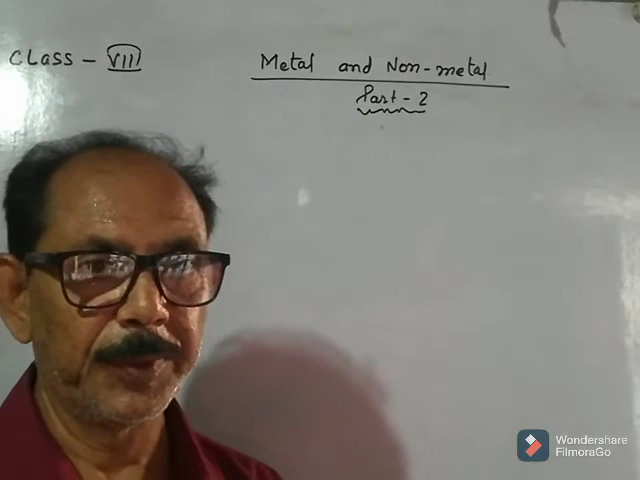 CLASS - VIII
Metal and Non-metal
Part - 2
Wondershare
FilmoraGo